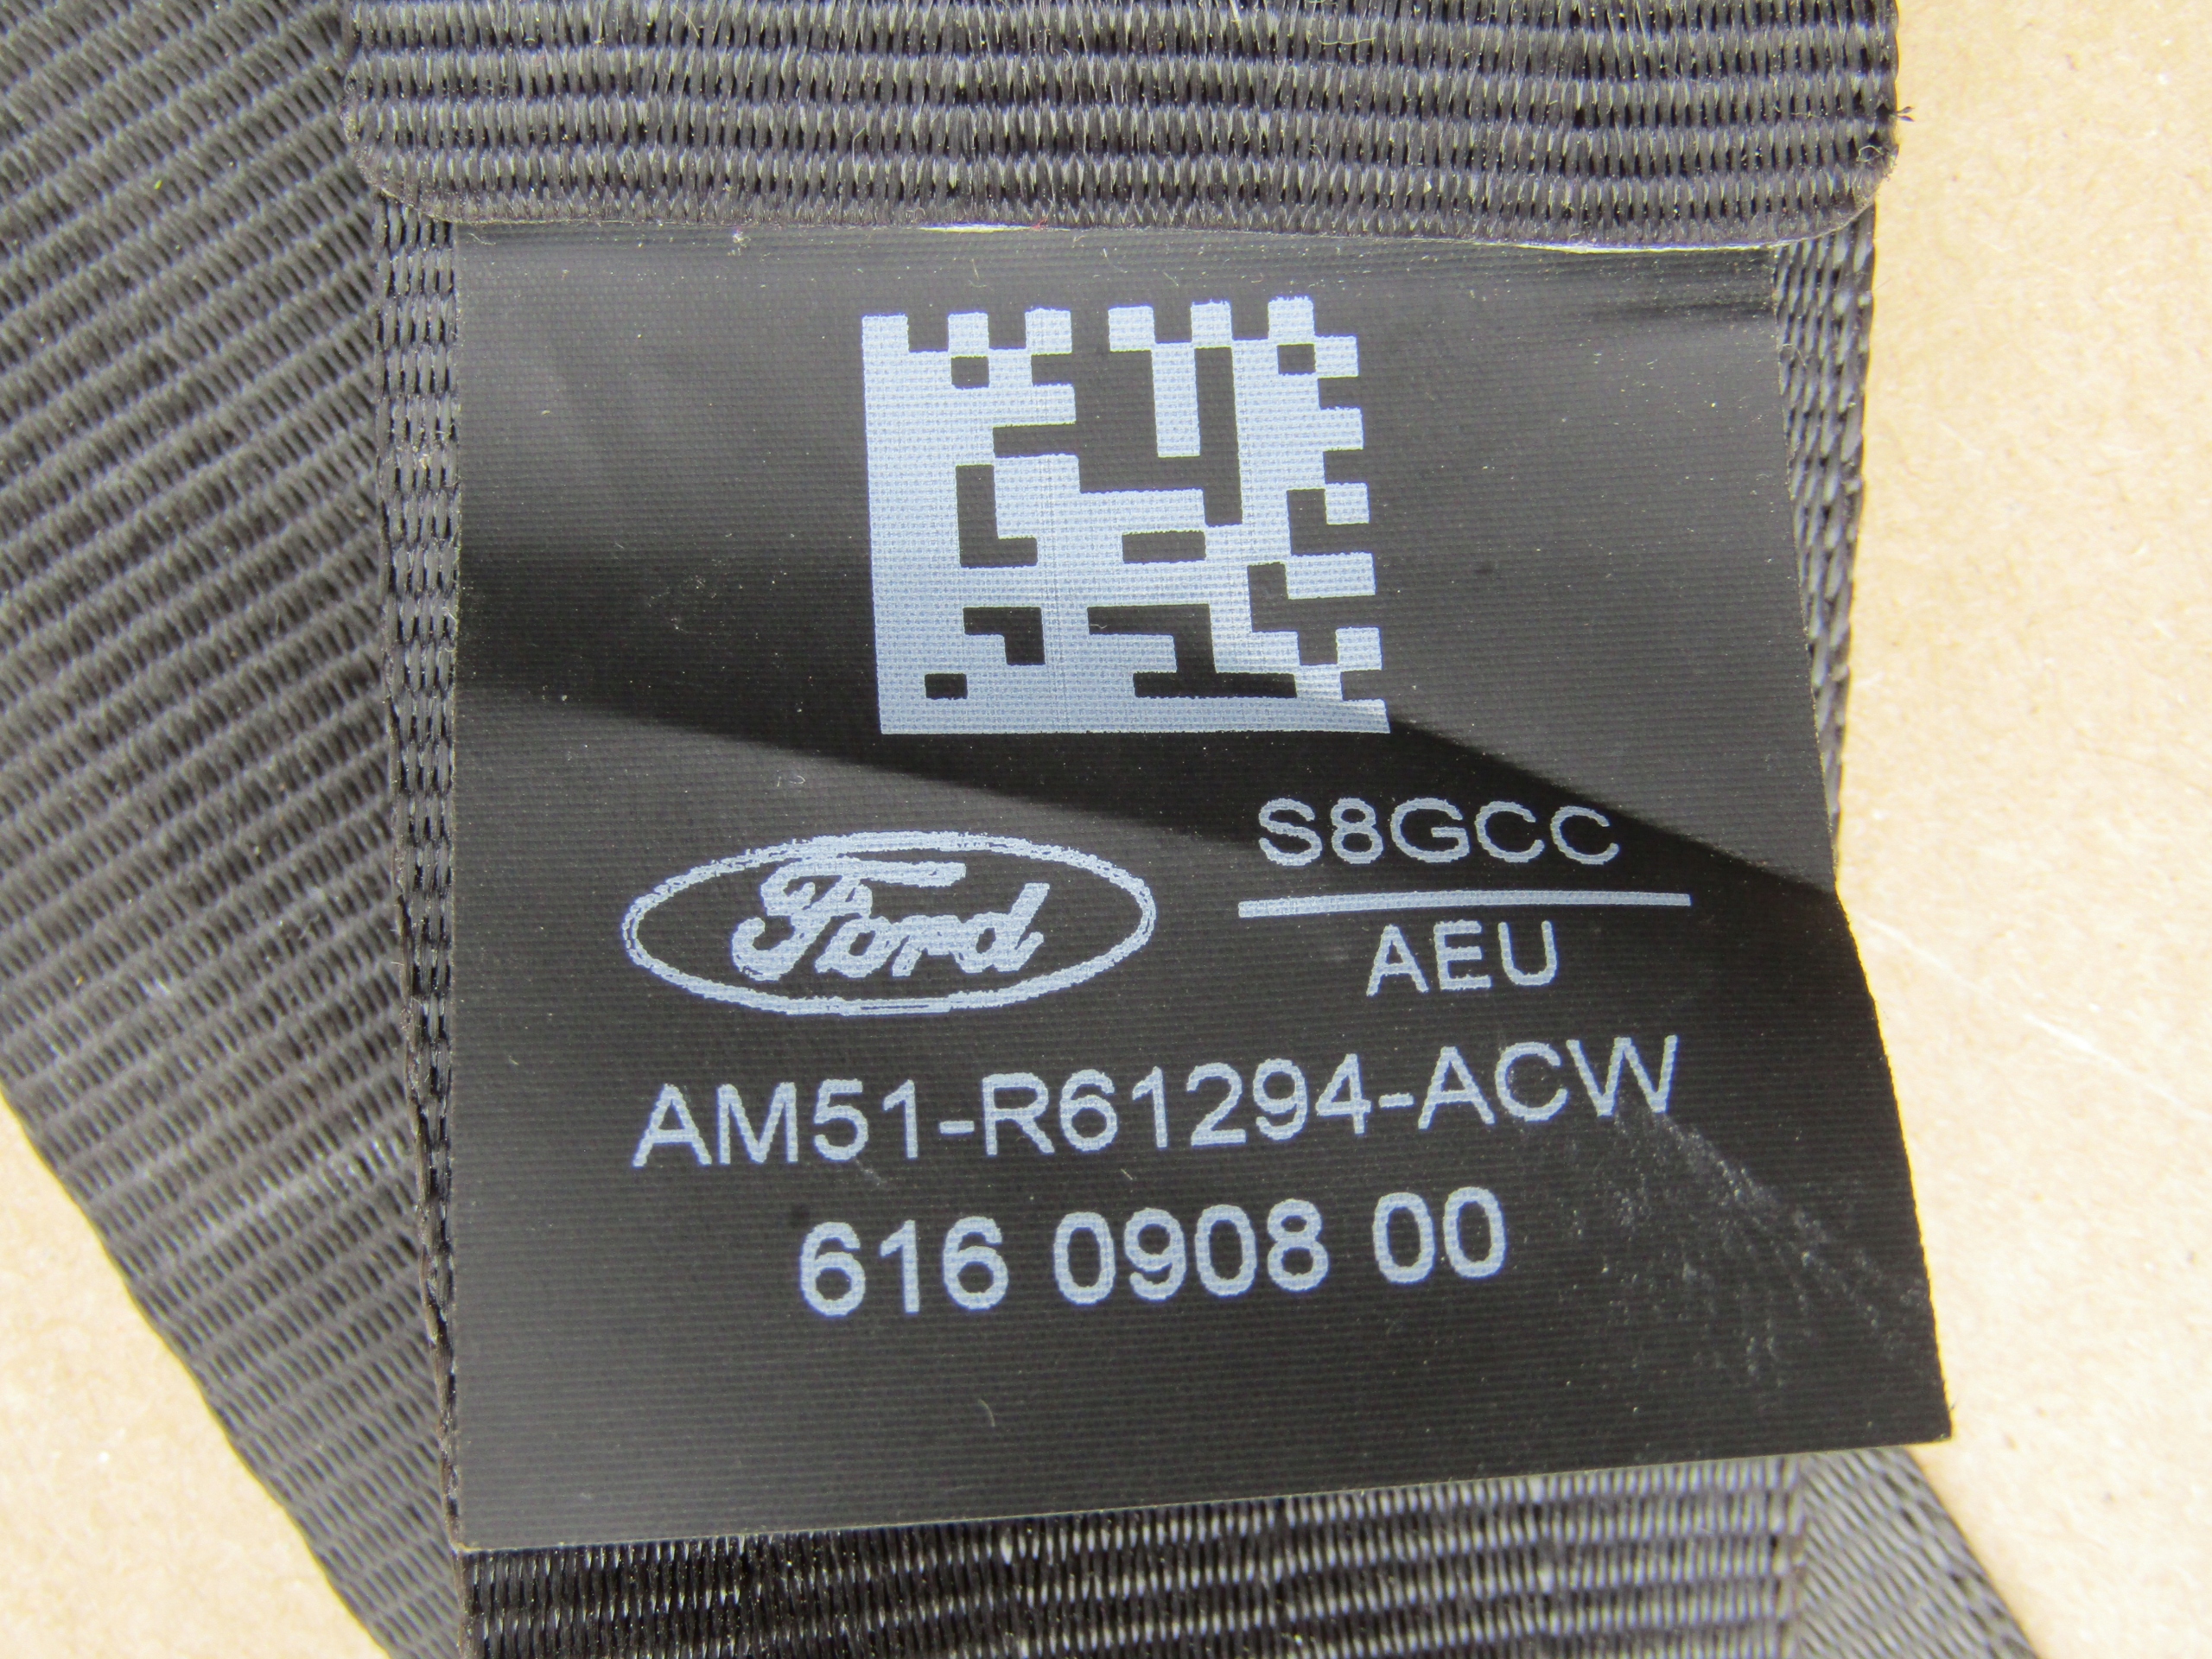 S8GCC
Ford
AEU
AM51-R61294-ACW
616 0908 00